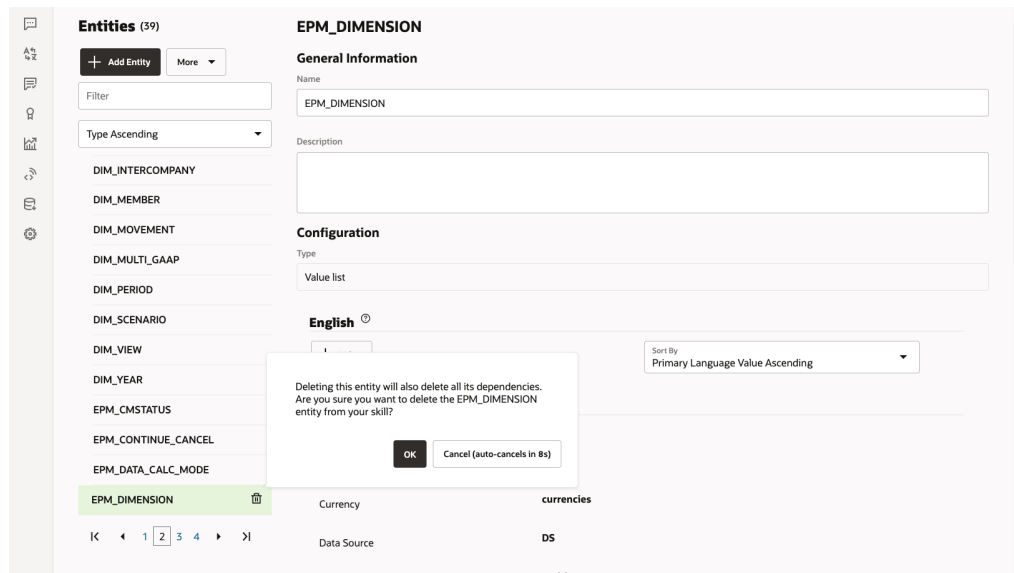 Entities (39)
+ Add Entity
More
Filter
Type Ascending
DIM_INTERCOMPANY
DIM_MEMBER
DIM_MOVEMENT
DIM_MULTI_GAAP
DIM_PERIOD
DIM_SCENARIO
DIM_VIEW
DIM_YEAR
EPM_CMSTATUS
EPM_CONTINUE_CANCEL
EPM_DATA_CALC_MODE
EPM_DIMENSION
1 2 3 4
EPM_DIMENSION
General Information
Name
EPM_DIMENSION
Description
Configuration
Type
Value list
English
Sort By
Primary Language Value Ascending
Deleting this entity will also delete all its dependencies.
Are you sure you want to delete the EPM_DIMENSION
entity from your skill?
OK
Cancel (auto-cancels in 8s)
Currency
currencies
Data Source
DS